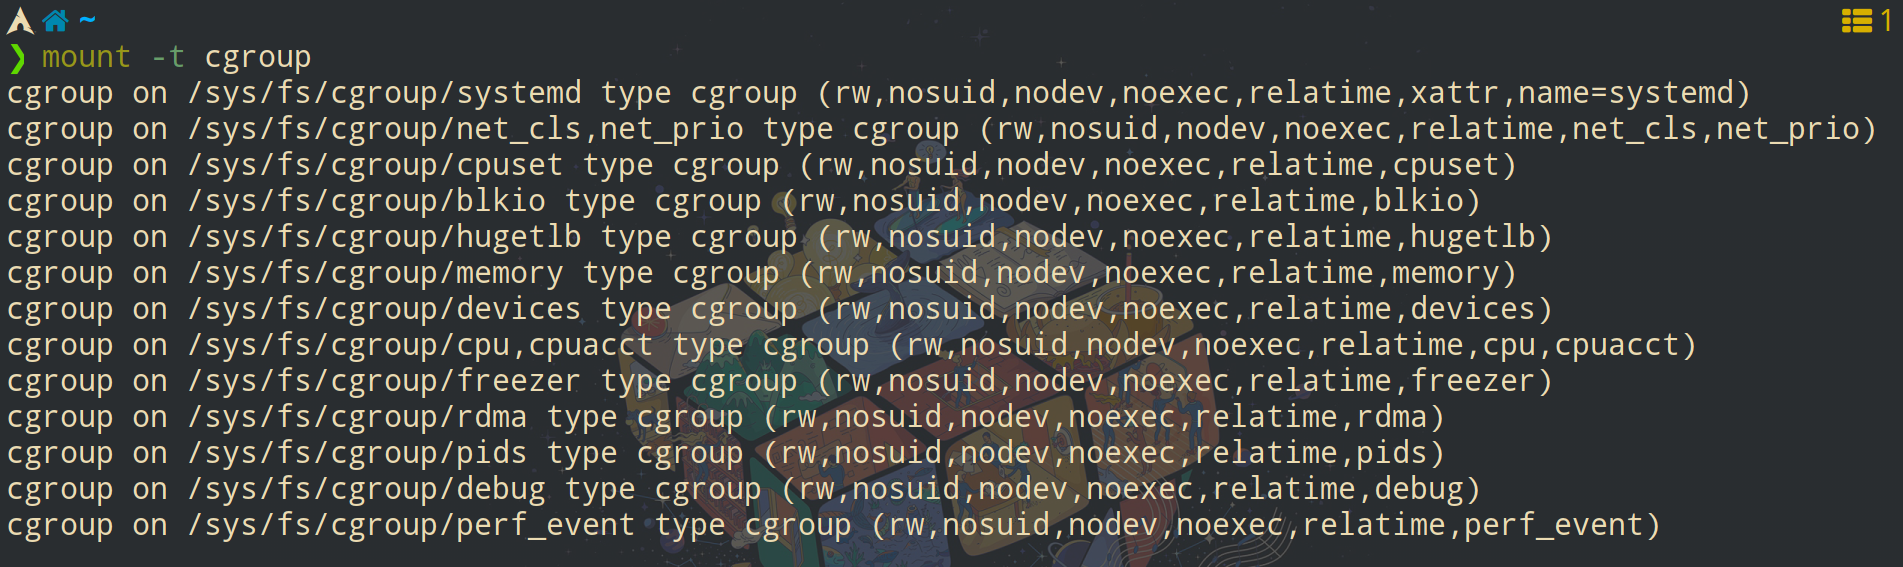 ~ 1
❯ mount -t cgroup
cgroup on /sys/fs/cgroup/systemd type cgroup (rw,nosuid,nodev,noexec,relatime,xattr,name=systemd)
cgroup on /sys/fs/cgroup/net_cls,net_prio type cgroup (rw,nosuid,nodev,noexec,relatime,net_cls,net_prio)
cgroup on /sys/fs/cgroup/cpuset type cgroup (rw,nosuid,nodev,noexec,relatime,cpuset)
cgroup on /sys/fs/cgroup/blkio type cgroup (rw,nosuid,nodev,noexec,relatime,blkio)
cgroup on /sys/fs/cgroup/hugetlb type cgroup (rw,nosuid,nodev,noexec,relatime,hugetlb)
cgroup on /sys/fs/cgroup/memory type cgroup (rw,nosuid,nodev,noexec,relatime,memory)
cgroup on /sys/fs/cgroup/devices type cgroup (rw,nosuid,nodev,noexec,relatime,devices)
cgroup on /sys/fs/cgroup/cpu,cpuacct type cgroup (rw,nosuid,nodev,noexec,relatime,cpu,cpuacct)
cgroup on /sys/fs/cgroup/freezer type cgroup (rw,nosuid,nodev,noexec,relatime,freezer)
cgroup on /sys/fs/cgroup/rdma type cgroup (rw,nosuid,nodev,noexec,relatime,rdma)
cgroup on /sys/fs/cgroup/pids type cgroup (rw,nosuid,nodev,noexec,relatime,pids)
cgroup on /sys/fs/cgroup/debug type cgroup (rw,nosuid,nodev,noexec,relatime,debug)
cgroup on /sys/fs/cgroup/perf_event type cgroup (rw,nosuid,nodev,noexec,relatime,perf_event)